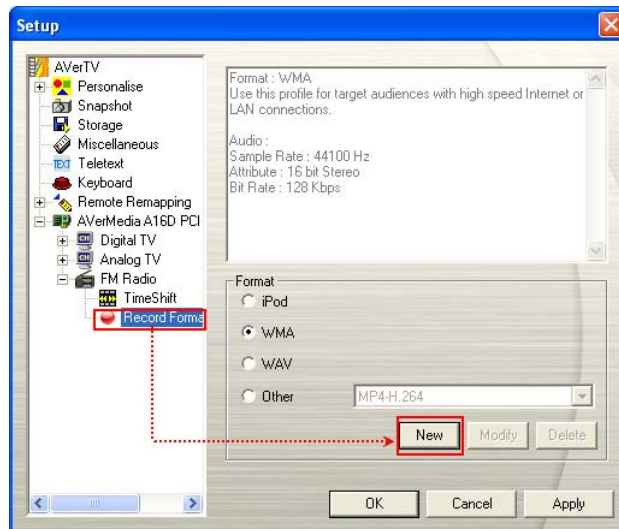 Setup
AVerTV
Personalise
Snapshot
Storage
Miscellaneous
TEXT Teletext
Keyboard
Remote Remapping
AVerMedia A16D PCI
CH Digital TV
CH Analog TV
FM Radio
TimeShift
Record Forma
Format : WMA
Use this profile for target audiences with high speed Internet or
LAN connections.
Audio :
Sample Rate : 44100 Hz
Attribute : 16 bit Stereo
Bit Rate : 128 Kbps
Format
iPod
WMA
WAV
Other MP4-H.264
New Modify Delete
OK Cancel Apply